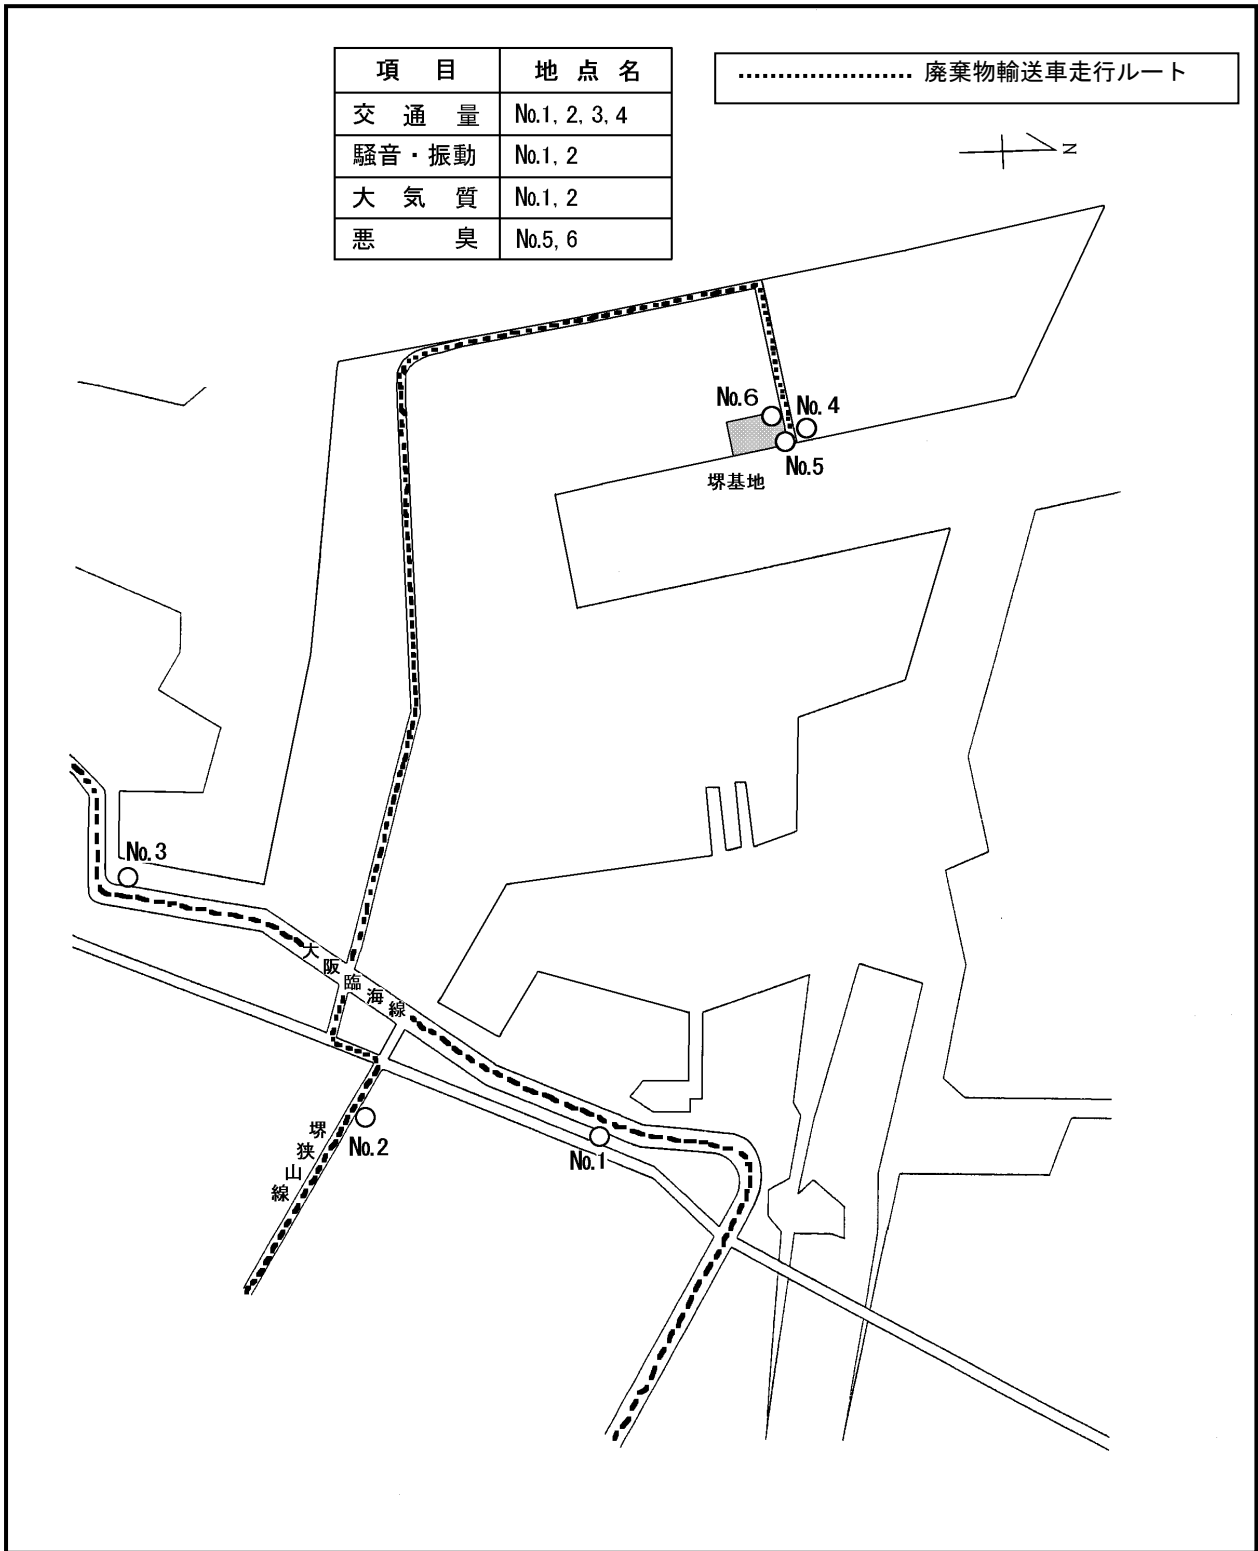 項 目 地 点 名
交 通 量 No.1, 2, 3, 4
騒音・振動 No.1, 2
大 気 質 No.1, 2
悪 臭 No.5, 6
廃棄物輸送車走行ルート
N
No.6
No.4
No.5
堺基地
No.3
大阪臨海線
No.2
No.1
堺狭山線